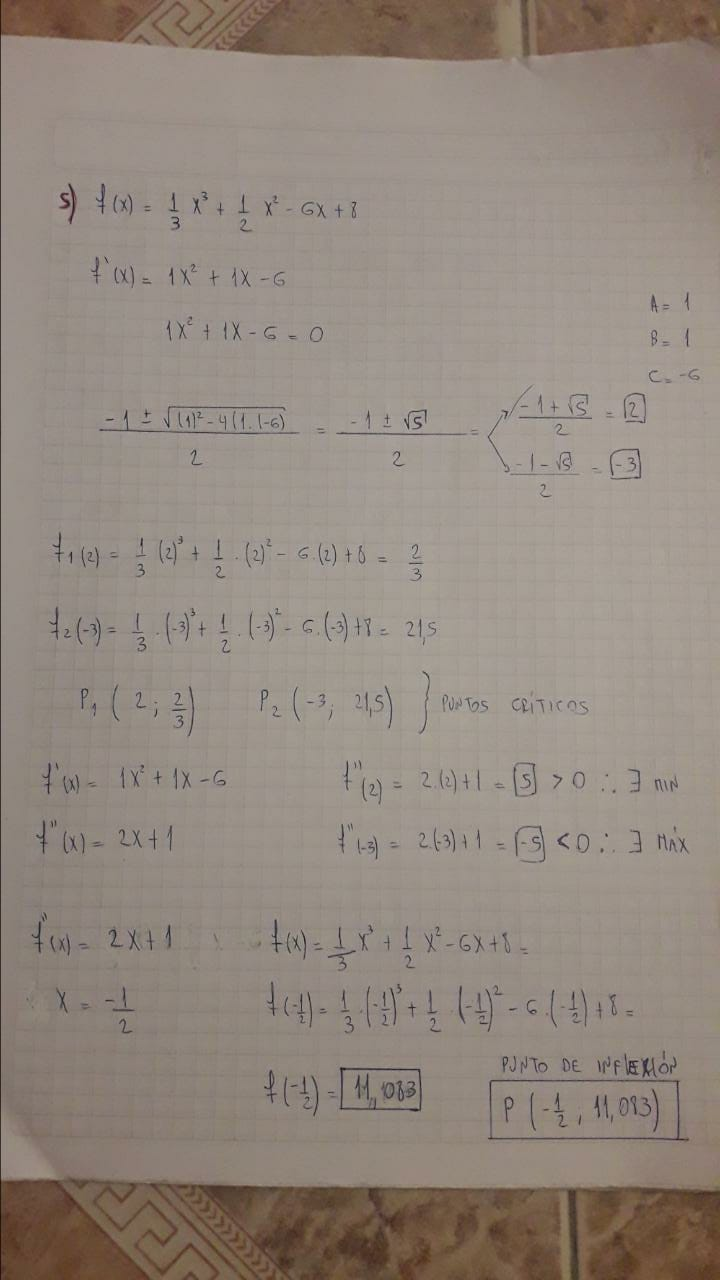 5) f(x) = 1/3 x³ + 1/2 x² - 6x + 8
f'(x) = 1x² + 1x - 6
1x² + 1x - 6 = 0
A = 1
B = 1
C = -6
(-1 ± √((1)² - 4(1.(-6)))/2 = (-1 ± √5)/2 = (-1 + √5)/2 = 2
(-1 - √5)/2 = -3
f₁(2) = 1/3 (2)³ + 1/2 . (2)² - 6.(2) + 8 = 2/3
f₂(-3) = 1/3 . (-3)³ + 1/2 . (-3)² - 6.(-3) + 8 = 21,5
P₁ (2 ; 2/3) P₂ (-3 ; 21,5) } PUNTOS CRÍTICOS
f'(x) = 1x² + 1x - 6 f''(2) = 2.(2) + 1 = 5 > 0 ∴ ∃ MIN
f''(x) = 2x + 1 f''(-3) = 2(-3) + 1 = -5 < 0 ∴ ∃ MÁX
f''(x) = 2x + 1 f(x) = 1/3 x³ + 1/2 x² - 6x + 8 =
x = -1/2 f(-1/2) = 1/3 . (-1/2)³ + 1/2 . (-1/2)² - 6.(-1/2) + 8 =
f(-1/2) = 11,083
PUNTO DE INFLEXIÓN
P (-1/2 ; 11,083)